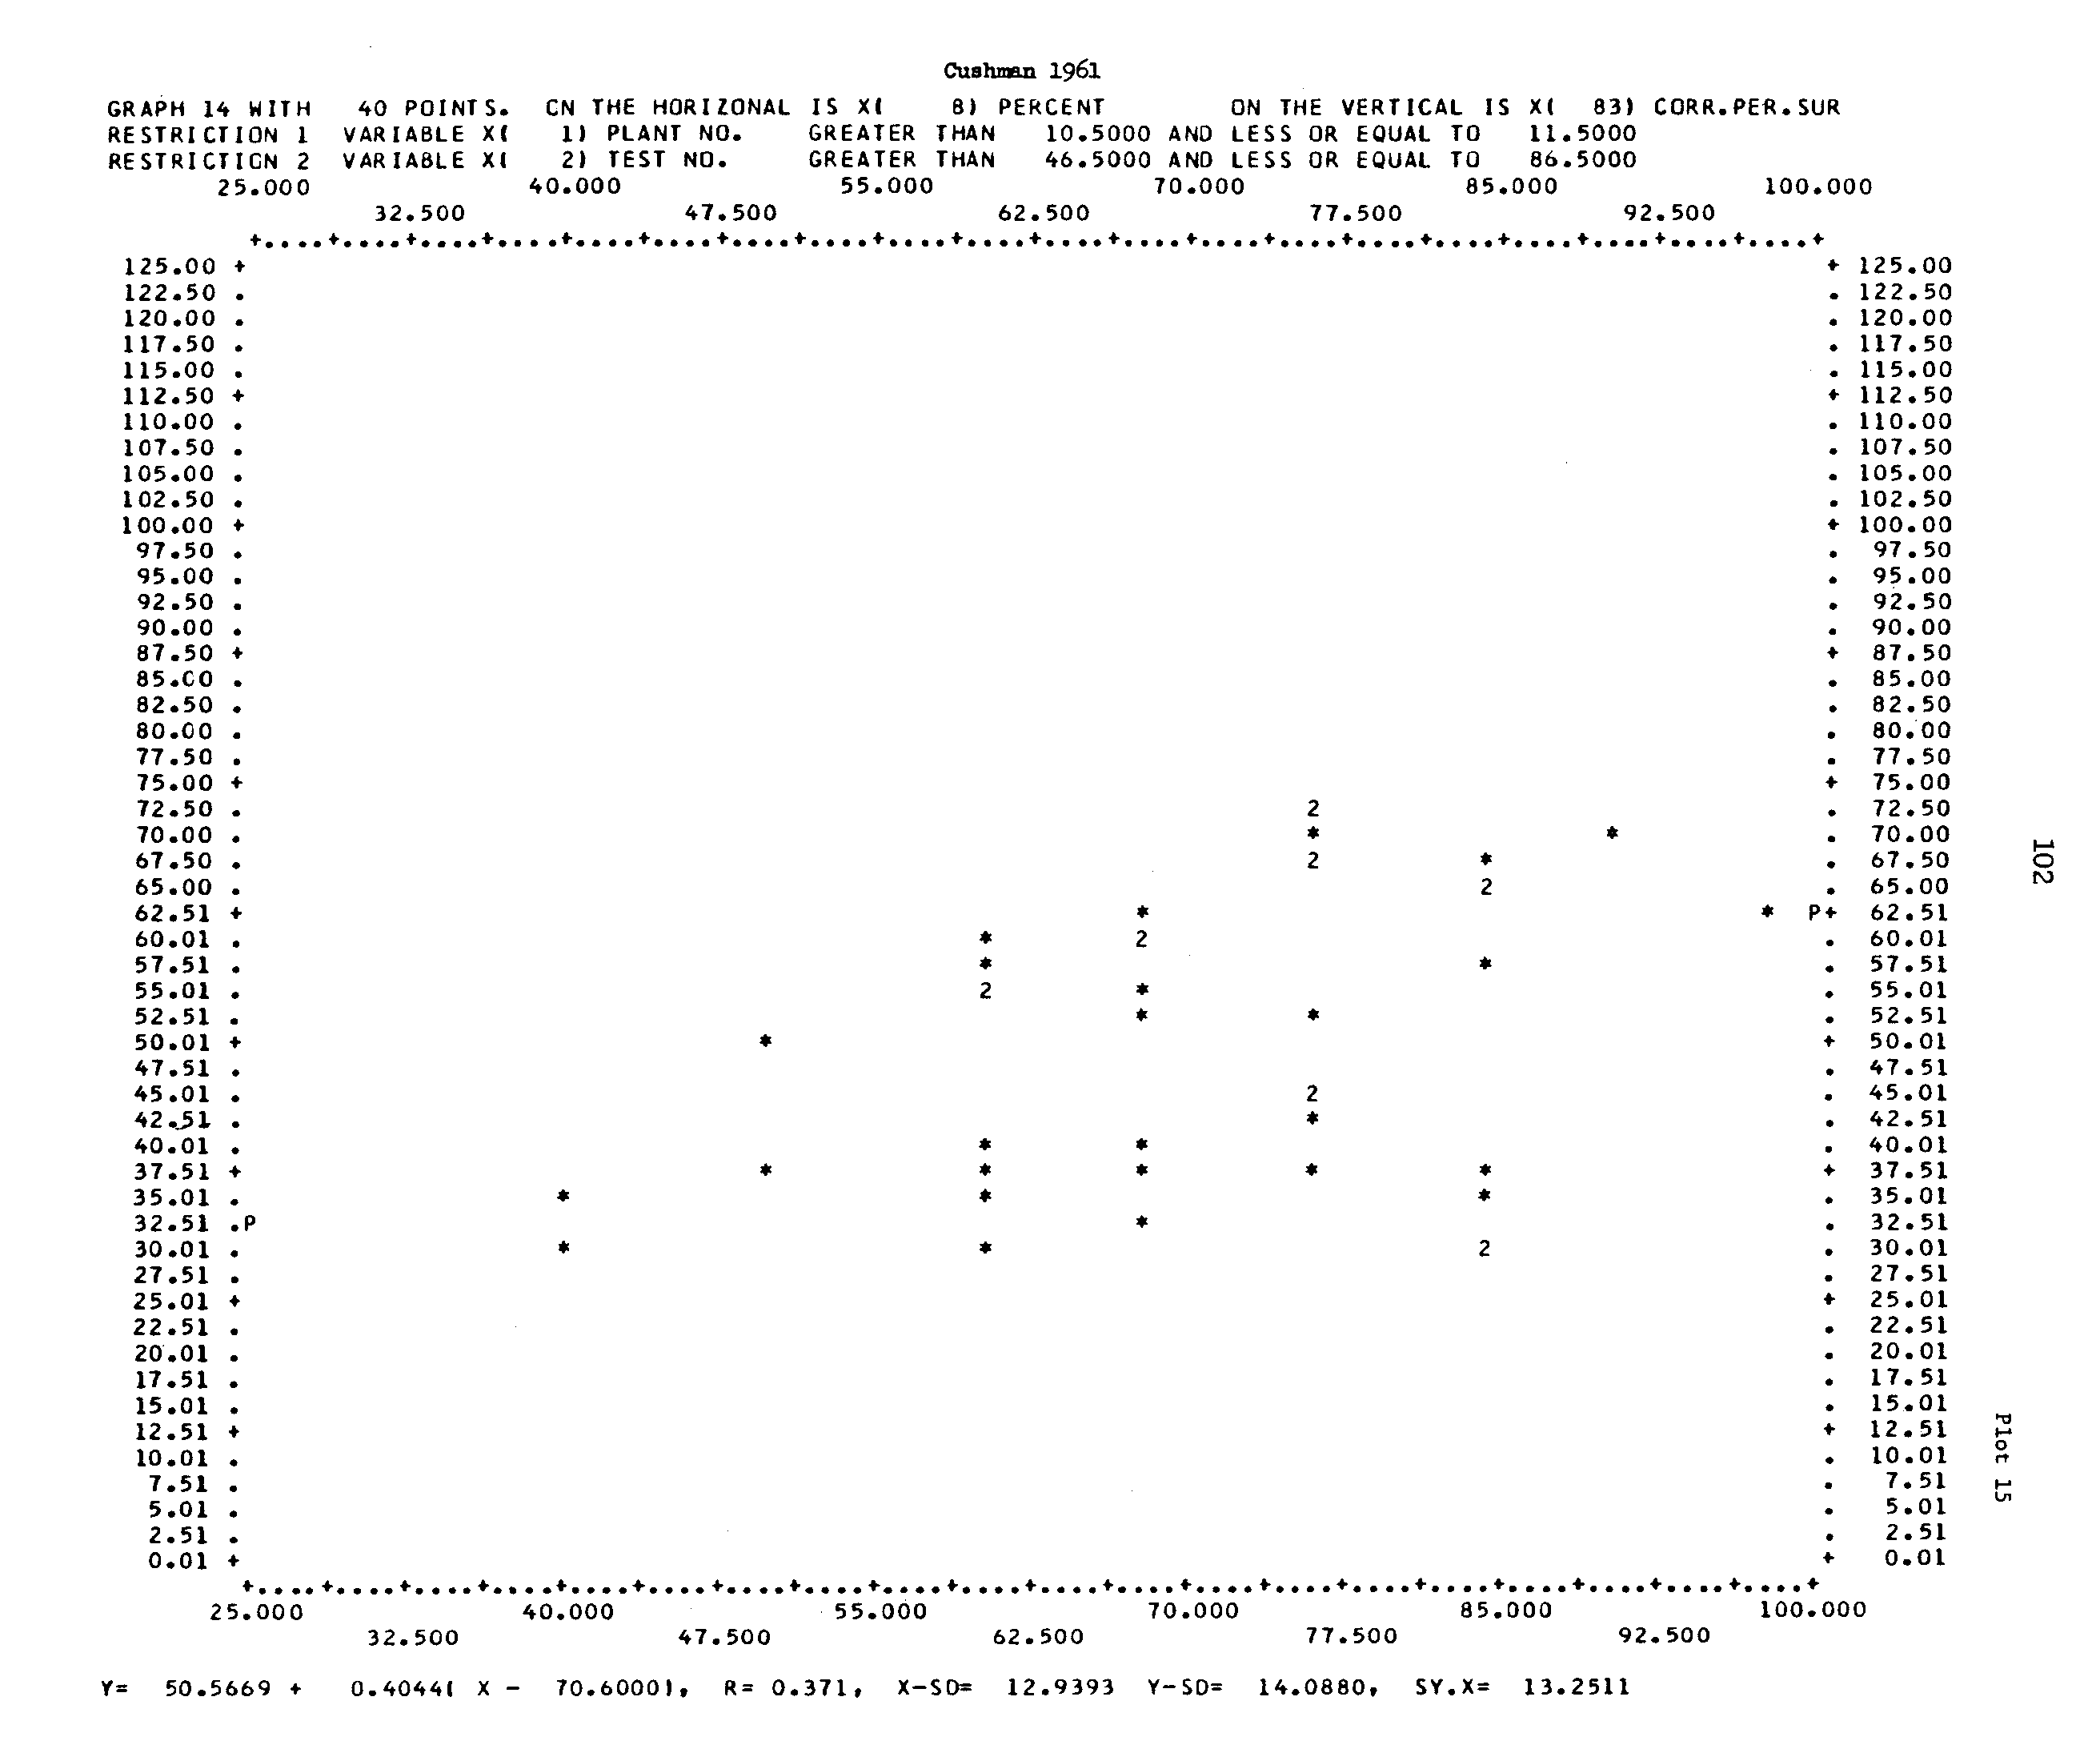 Cushman 1961
GRAPH 14 WITH 40 POINTS. CN THE HORIZONAL IS X( 8) PERCENT ON THE VERTICAL IS X( 83) CORR.PER.SUR
RESTRICTION 1 VARIABLE X( 1) PLANT NO. GREATER THAN 10.5000 AND LESS OR EQUAL TO 11.5000
RESTRICTION 2 VARIABLE X( 2) TEST NO. GREATER THAN 46.5000 AND LESS OR EQUAL TO 86.5000
25.000 40.000 55.000 70.000 85.000 100.000
32.500 47.500 62.500 77.500 92.500
+....+....+....+....+....+....+....+....+....+....+....+....+....+....+....+....+....+....+....+....+
125.00 + + 125.00
122.50 . . 122.50
120.00 . . 120.00
117.50 . . 117.50
115.00 . . 115.00
112.50 + + 112.50
110.00 . . 110.00
107.50 . . 107.50
105.00 . . 105.00
102.50 . . 102.50
100.00 + + 100.00
97.50 . . 97.50
95.00 . . 95.00
92.50 . . 92.50
90.00 . . 90.00
87.50 + + 87.50
85.00 . . 85.00
82.50 . . 82.50
80.00 . . 80.00
77.50 . . 77.50
75.00 + + 75.00
72.50 . 2 . 72.50
70.00 . * * . 70.00
67.50 . 2 * . 67.50
65.00 . 2 . 65.00
62.51 + * * P+ 62.51
60.01 . * 2 . 60.01
57.51 . * * . 57.51
55.01 . 2 * . 55.01
52.51 . * * . 52.51
50.01 + * + 50.01
47.51 . . 47.51
45.01 . 2 . 45.01
42.51 . * . 42.51
40.01 . * * . 40.01
37.51 + * * * * * + 37.51
35.01 . * * * . 35.01
32.51 .P * . 32.51
30.01 . * * 2 . 30.01
27.51 . . 27.51
25.01 + + 25.01
22.51 . . 22.51
20.01 . . 20.01
17.51 . . 17.51
15.01 . . 15.01
12.51 + + 12.51
10.01 . . 10.01
7.51 . . 7.51
5.01 . . 5.01
2.51 . . 2.51
0.01 + + 0.01
+....+....+....+....+....+....+....+....+....+....+....+....+....+....+....+....+....+....+....+....+
25.000 40.000 55.000 70.000 85.000 100.000
32.500 47.500 62.500 77.500 92.500
Y= 50.5669 + 0.4044( X - 70.6000), R= 0.371, X-SD= 12.9393 Y-SD= 14.0880, SY.X= 13.2511
102
Plot 15